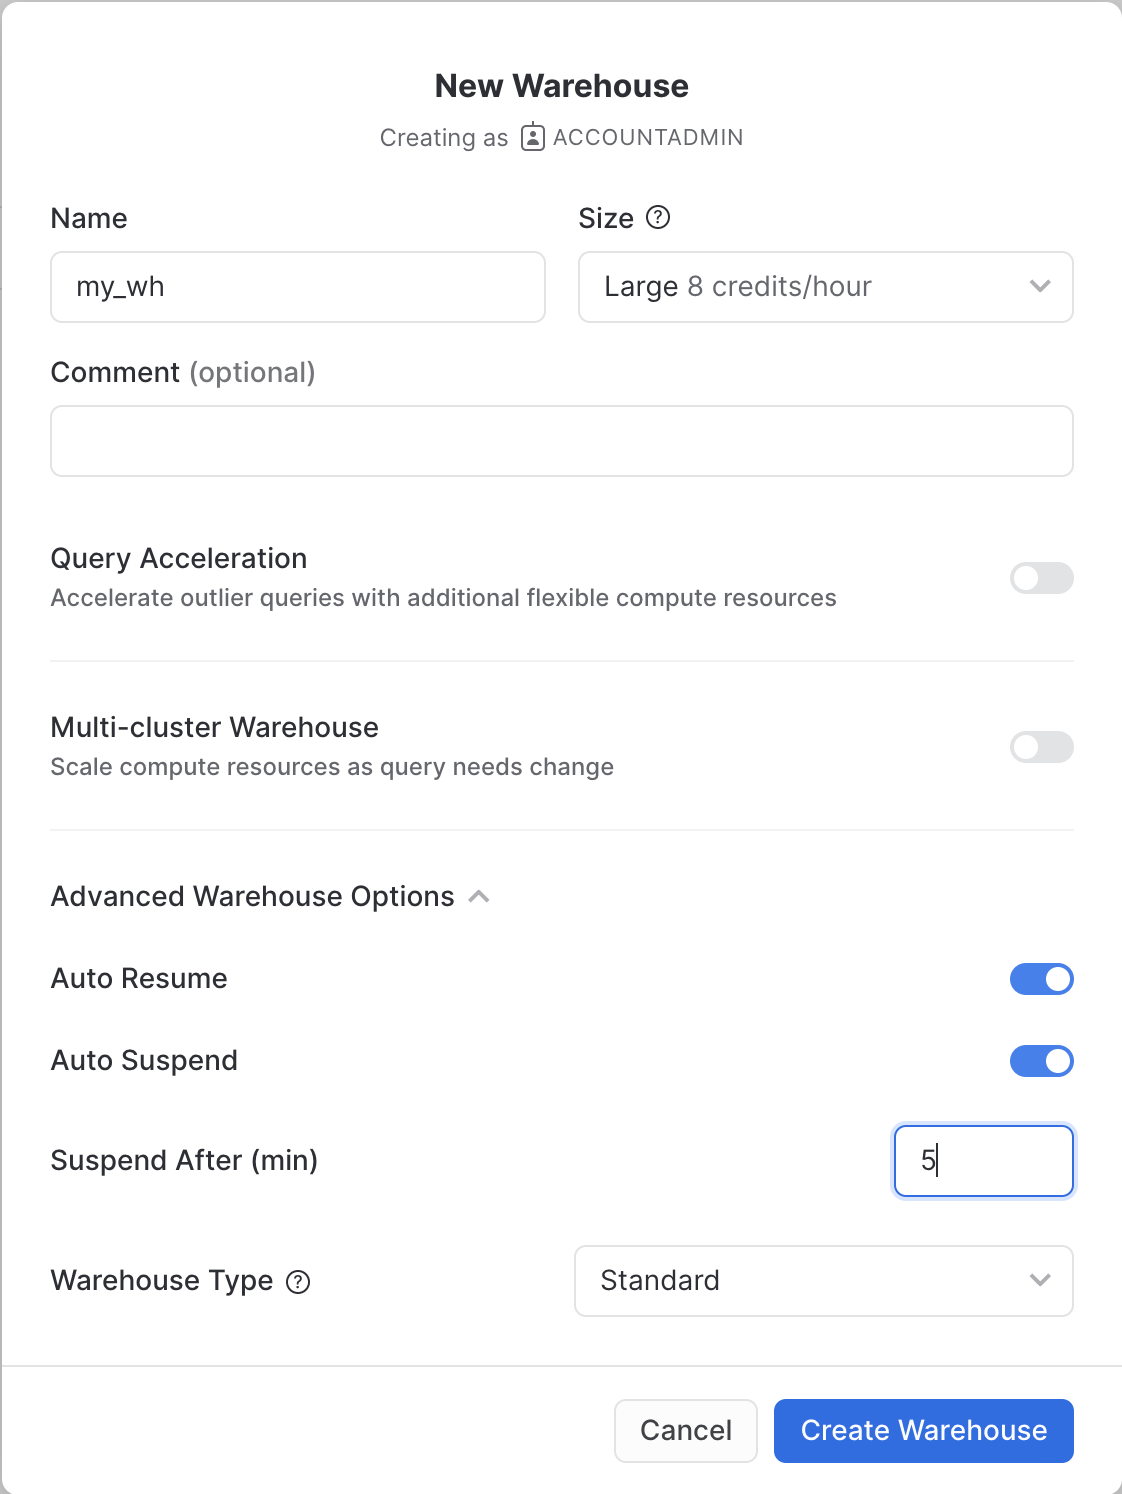 New Warehouse
Creating as ACCOUNTADMIN
Name
Size ?
my_wh
Large 8 credits/hour
Comment (optional)
Query Acceleration
Accelerate outlier queries with additional flexible compute resources
Multi-cluster Warehouse
Scale compute resources as query needs change
Advanced Warehouse Options
Auto Resume
Auto Suspend
Suspend After (min)
5
Warehouse Type ?
Standard
Cancel
Create Warehouse